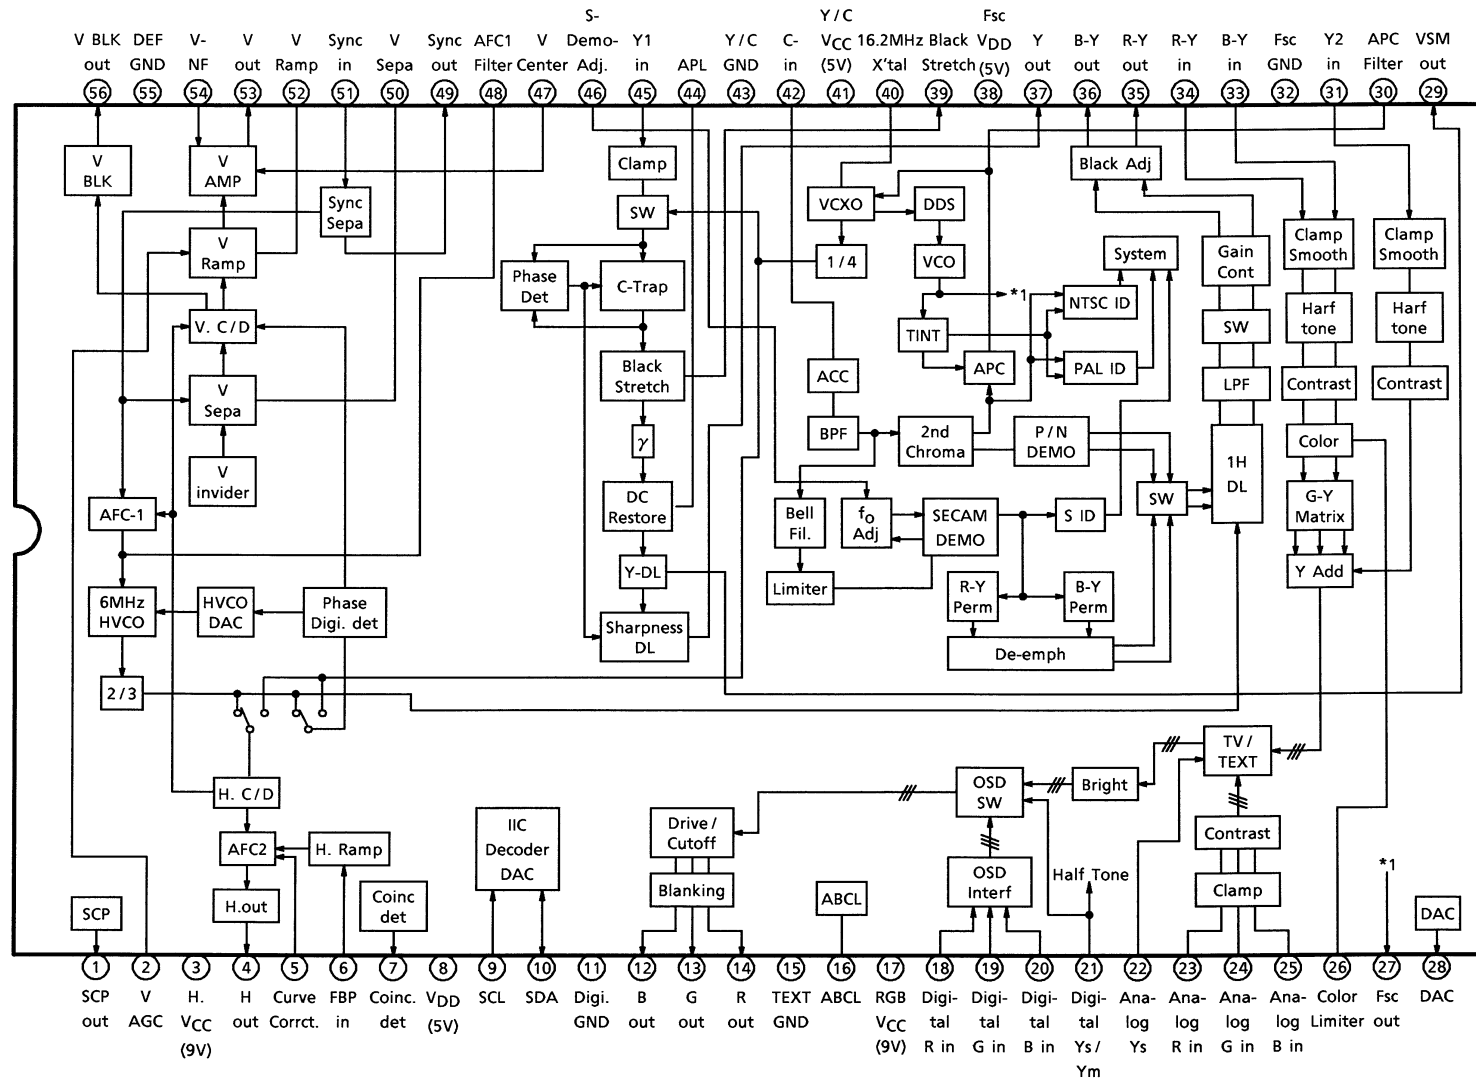 S- Y/C Fsc
V BLK DEF V- V V Sync V Sync AFC1 V Demo- Y1 Y/C C- VCC 16.2MHz Black VDD Y B-Y R-Y R-Y B-Y Fsc Y2 APC VSM
out GND NF out Ramp in Sepa out Filter Center Adj. in APL GND in (5V) X'tal Stretch (5V) out out out in in GND in Filter out
56 55 54 53 52 51 50 49 48 47 46 45 44 43 42 41 40 39 38 37 36 35 34 33 32 31 30 29
V
BLK
V
AMP
Sync
Sepa
V
Ramp
V. C/D
V
Sepa
V
invider
AFC-1
6MHz
HVCO
HVCO
DAC
Phase
Digi. det
2/3
H. C/D
AFC2
H. Ramp
H.out
SCP
Coinc
det
Clamp
SW
Phase
Det
C-Trap
Black
Stretch
γ
DC
Restore
Y-DL
Sharpness
DL
VCXO
DDS
1/4
VCO
*1
TINT
APC
ACC
BPF
2nd
Chroma
P/N
DEMO
Bell
Fil.
fo
Adj
SECAM
DEMO
S ID
Limiter
R-Y
Perm
B-Y
Perm
De-emph
Black Adj
System
NTSC ID
PAL ID
SW
Gain
Cont
SW
LPF
1H
DL
Clamp
Smooth
Harf
tone
Contrast
Color
G-Y
Matrix
Y Add
Clamp
Smooth
Harf
tone
Contrast
TV/
TEXT
Bright
OSD
SW
OSD
Interf
Half Tone
Contrast
Clamp
IIC
Decoder
DAC
Drive/
Cutoff
Blanking
ABCL
*1
DAC
1 2 3 4 5 6 7 8 9 10 11 12 13 14 15 16 17 18 19 20 21 22 23 24 25 26 27 28
SCP V H. H Curve FBP Coinc. VDD SCL SDA Digi. B G R TEXT ABCL RGB Digi- Digi- Digi- Digi- Ana- Ana- Ana- Ana- Color Fsc DAC
out AGC VCC out Corrct. in det (5V) GND out out out GND VCC tal tal tal tal log log log log Limiter out
(9V) (9V) R in G in B in Ys/ Ys R in G in B in
Ym